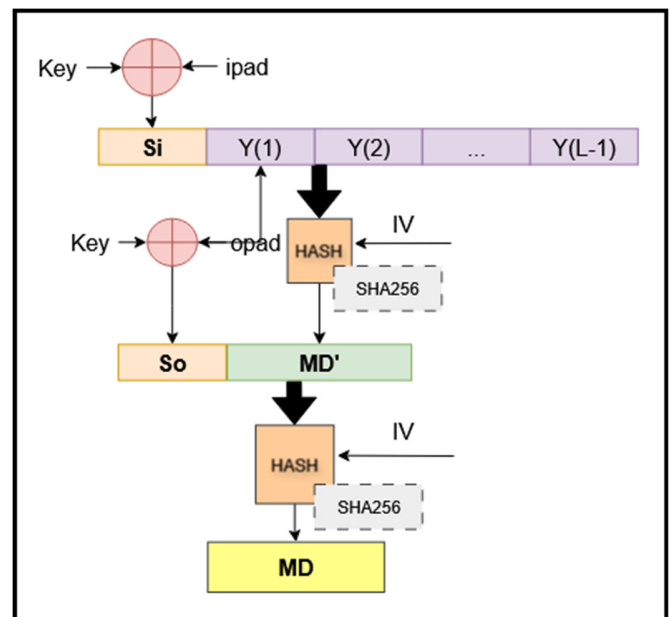 Key ipad
Si Y(1) Y(2) ... Y(L-1)
IV
Key opad HASH
SHA256
So MD'
IV
HASH
SHA256
MD